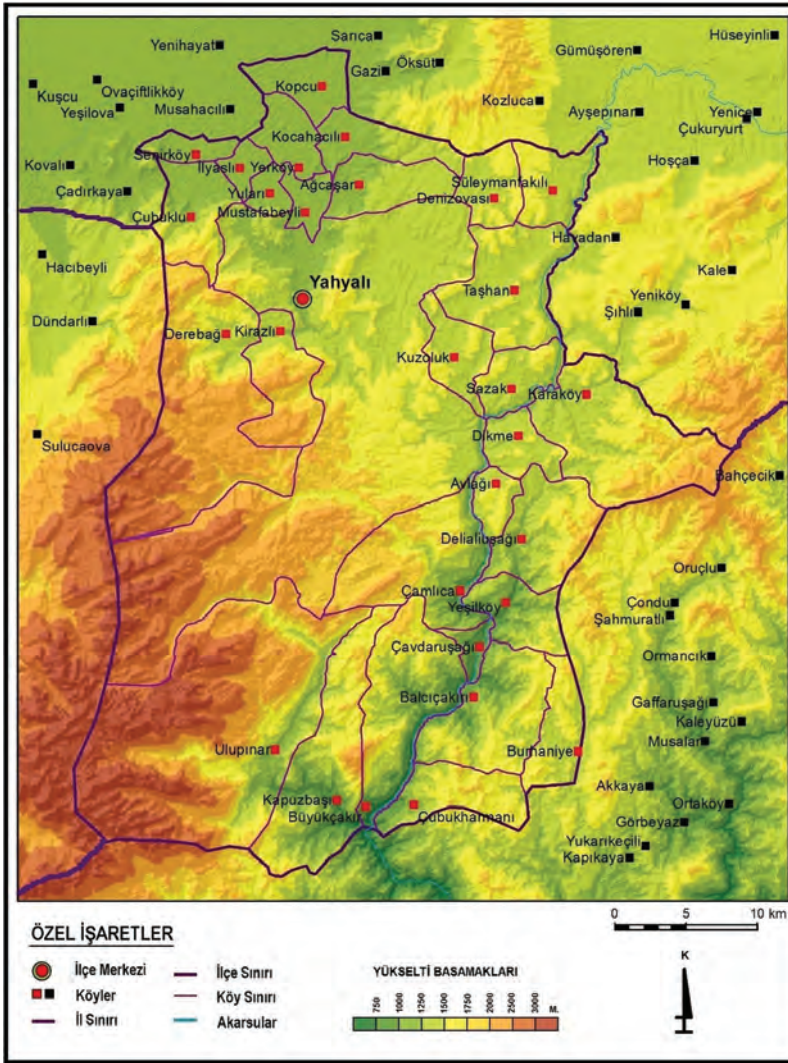 Sarıca
Hüseyinli
Yenihayat
Gümüşören
Öksüt
Gazi
Kuşcu
Ovaçiftlikköy
Kopcu
Kozluca
Yeşilova
Musahacılı
Ayşepınar
Yenice
Çukuryurt
Kocahacılı
Senirköy
Kovalı
İlyaslı
Yerköy
Hoşça
Ağcaşar
Süleymanfakılı
Çadırkaya
Yuları
Denizovası
Mustafabeyli
Çubuklu
Havadan
Hacıbeyli
Kale
Yahyalı
Taşhan
Yeniköy
Şıhlı
Dündarlı
Derebağ
Kirazlı
Kuzoluk
Sazak
Karaköy
Sulucaova
Dikme
Bahçecik
Avlağı
Delialiuşağı
Oruçlu
Çamlıca
Yeşilköy
Çondu
Şahmuratlı
Çavdaruşağı
Ormancık
Balcıçakırı
Gaffaruşağı
Kaleyüzü
Musalar
Ulupınar
Burhaniye
Akkaya
Kapuzbaşı
Büyükçakır
Çubukharmanı
Ortaköy
Görbeyaz
Yukarıkeçili
Kapıkaya
ÖZEL İŞARETLER
İlçe Merkezi
Köyler
İl Sınırı
İlçe Sınırı
Köy Sınırı
Akarsular
YÜKSELTİ BASAMAKLARI
750 1000 1250 1500 1750 2000 2500 3000 M.
0 5 10 km
K